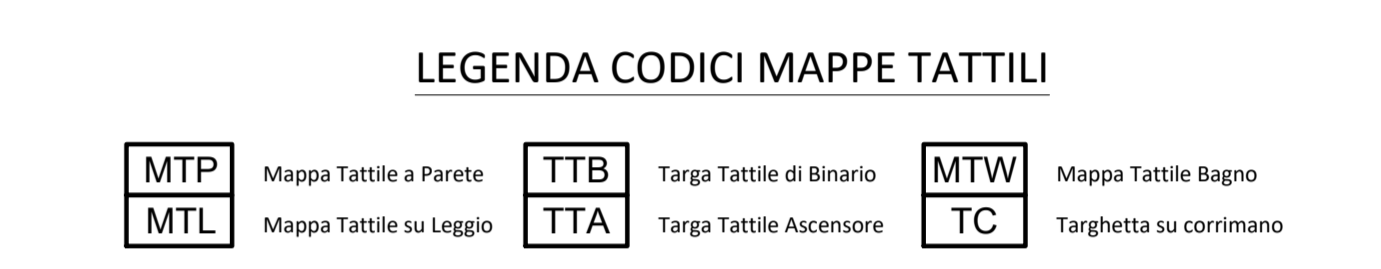 LEGENDA CODICI MAPPE TATTILI
MTP Mappa Tattile a Parete TTB Targa Tattile di Binario MTW Mappa Tattile Bagno
MTL Mappa Tattile su Leggio TTA Targa Tattile Ascensore TC Targhetta su corrimano